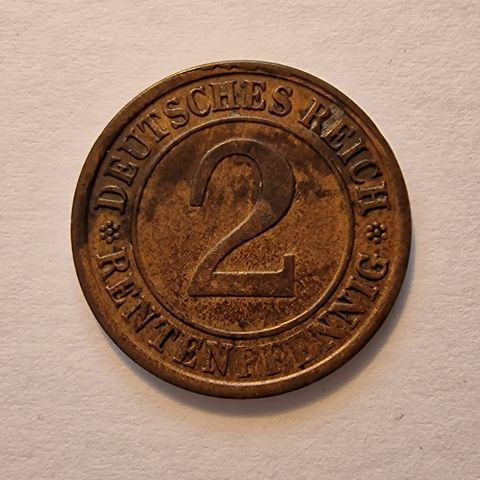 DEUTSCHES REICH
2
RENTENPFENNIG